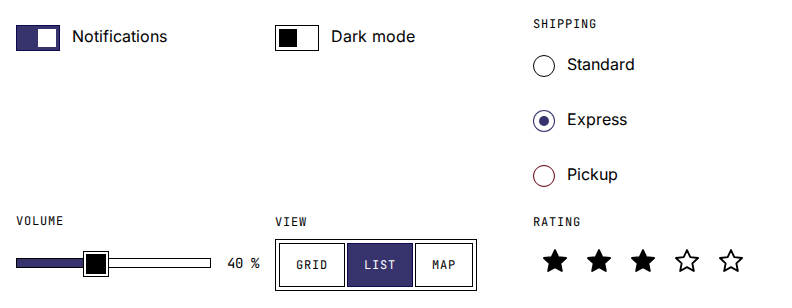 Notifications
Dark mode
SHIPPING
Standard
Express
Pickup
VOLUME
40 %
VIEW
GRID
LIST
MAP
RATING